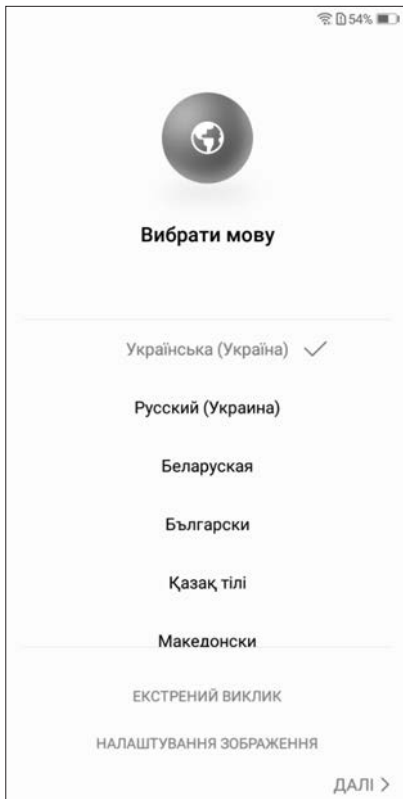 54%
Вибрати мову
Українська (Україна)
Русский (Украина)
Беларуская
Български
Қазақ тілі
Македонски
ЕКСТРЕНИЙ ВИКЛИК
НАЛАШТУВАННЯ ЗОБРАЖЕННЯ
ДАЛІ